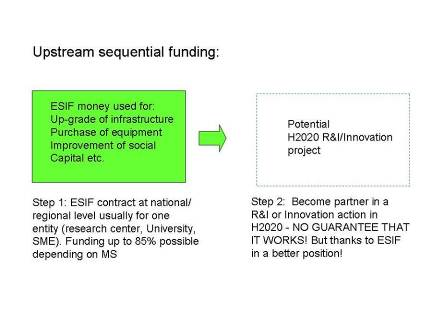 Upstream sequential funding:
ESIF money used for:
Up-grade of infrastructure
Purchase of equipment
Improvement of social
Capital etc.
Potential
H2020 R&I/Innovation
project
Step 1: ESIF contract at national/
regional level usually for one
entity (research center, University,
SME). Funding up to 85% possible
depending on MS
Step 2:  Become partner in a
R&I or Innovation action in
H2020 - NO GUARANTEE THAT
IT WORKS! But thanks to ESIF
in a better position!